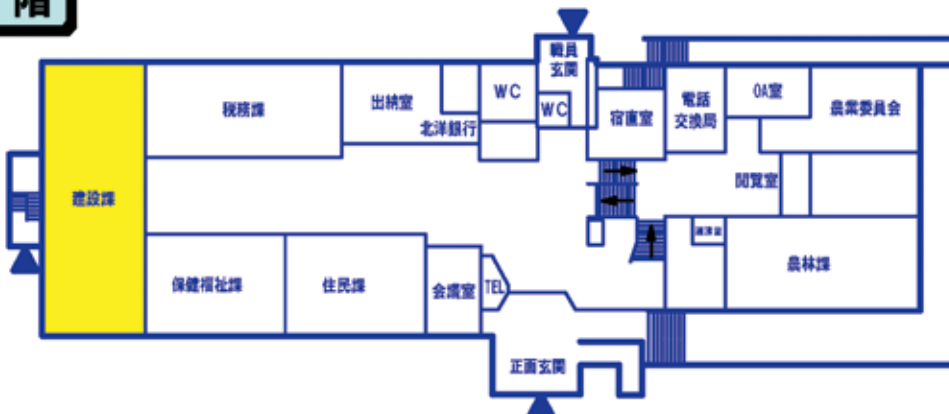 階
職員
玄関
税務課
出納室
WC
WC
北洋銀行
宿直室
電話
交換局
OA室
農業委員会
建設課
閲覧室
保健福祉課
住民課
会議室
TEL
農林課
正面玄関